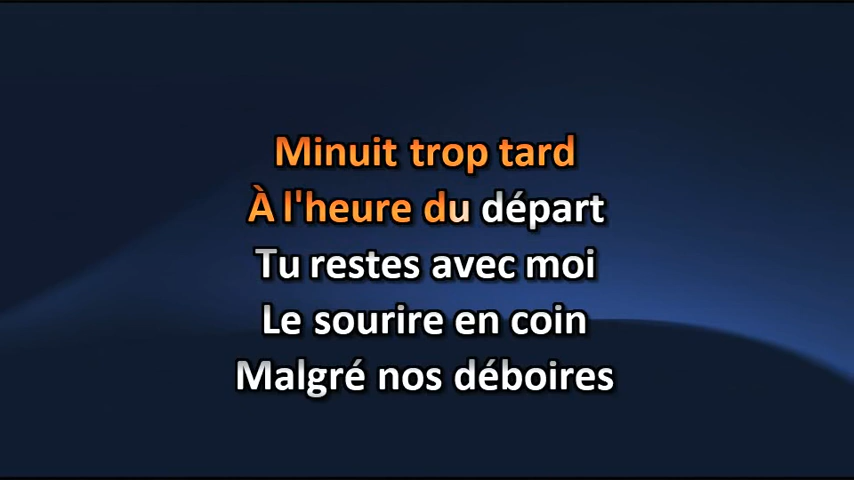 Minuit trop tard
À l'heure du départ
Tu restes avec moi
Le sourire en coin
Malgré nos déboires